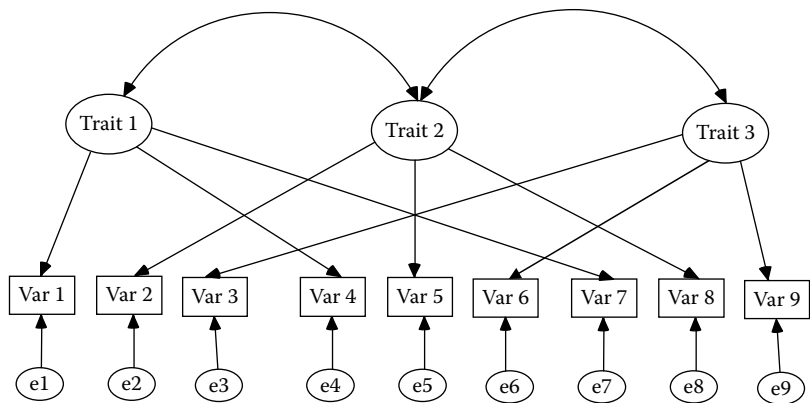 Trait 1
Trait 2
Trait 3
Var 1
Var 2
Var 3
Var 4
Var 5
Var 6
Var 7
Var 8
Var 9
e1
e2
e3
e4
e5
e6
e7
e8
e9